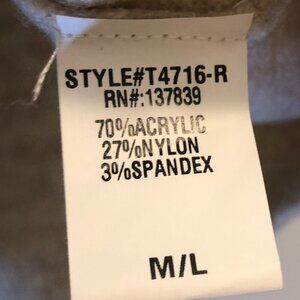 STYLE#T4716-R
RN#:137839
70%ACRYLIC
27%NYLON
3%SPANDEX
M/L